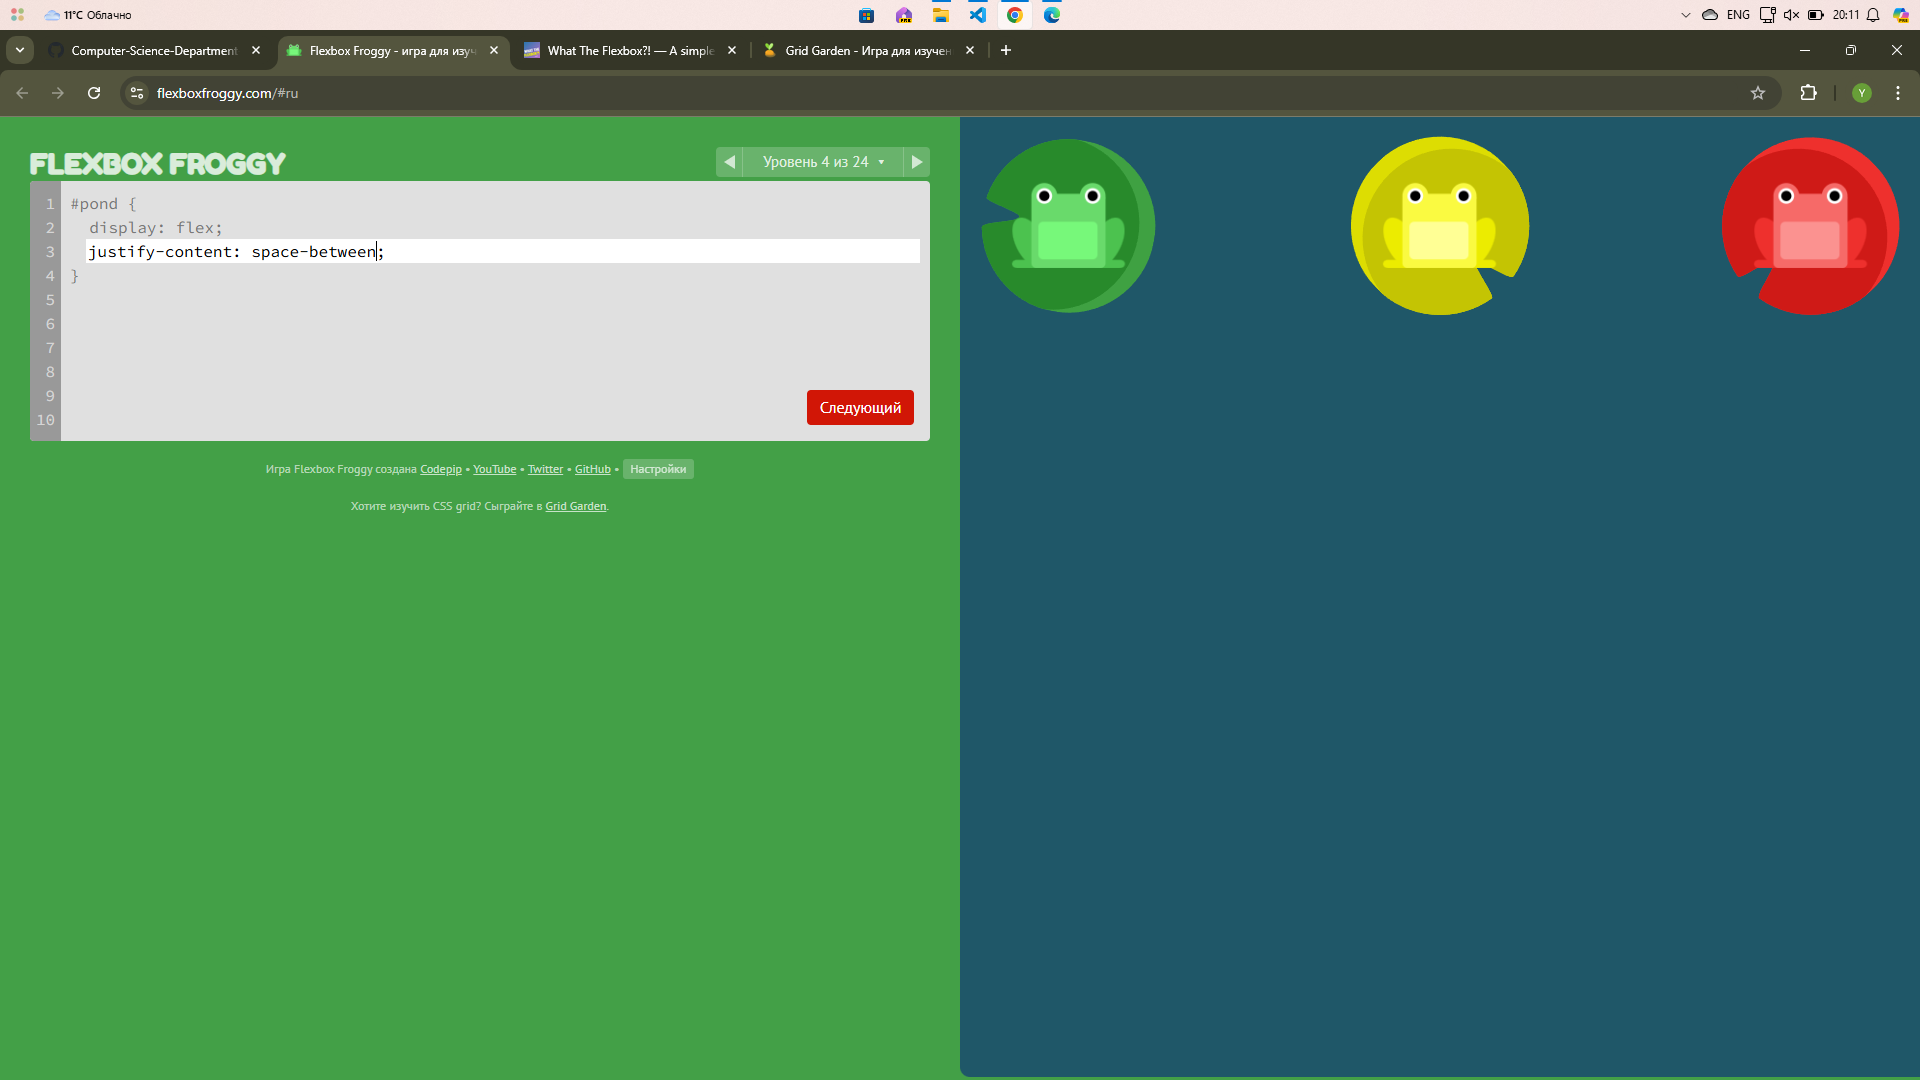 11°C Облачно
ENG
20:11
Computer-Science-Department
Flexbox Froggy - игра для изуч
What The Flexbox?! — A simple
Grid Garden - Игра для изучен
flexboxfroggy.com/#ru
Y
FLEXBOX FROGGY
Уровень 4 из 24
1 #pond {
2 display: flex;
3 justify-content: space-between;
4 }
5
6
7
8
9
10
Следующий
Игра Flexbox Froggy создана Codepip • YouTube • Twitter • GitHub • Настройки
Хотите изучить CSS grid? Сыграйте в Grid Garden.